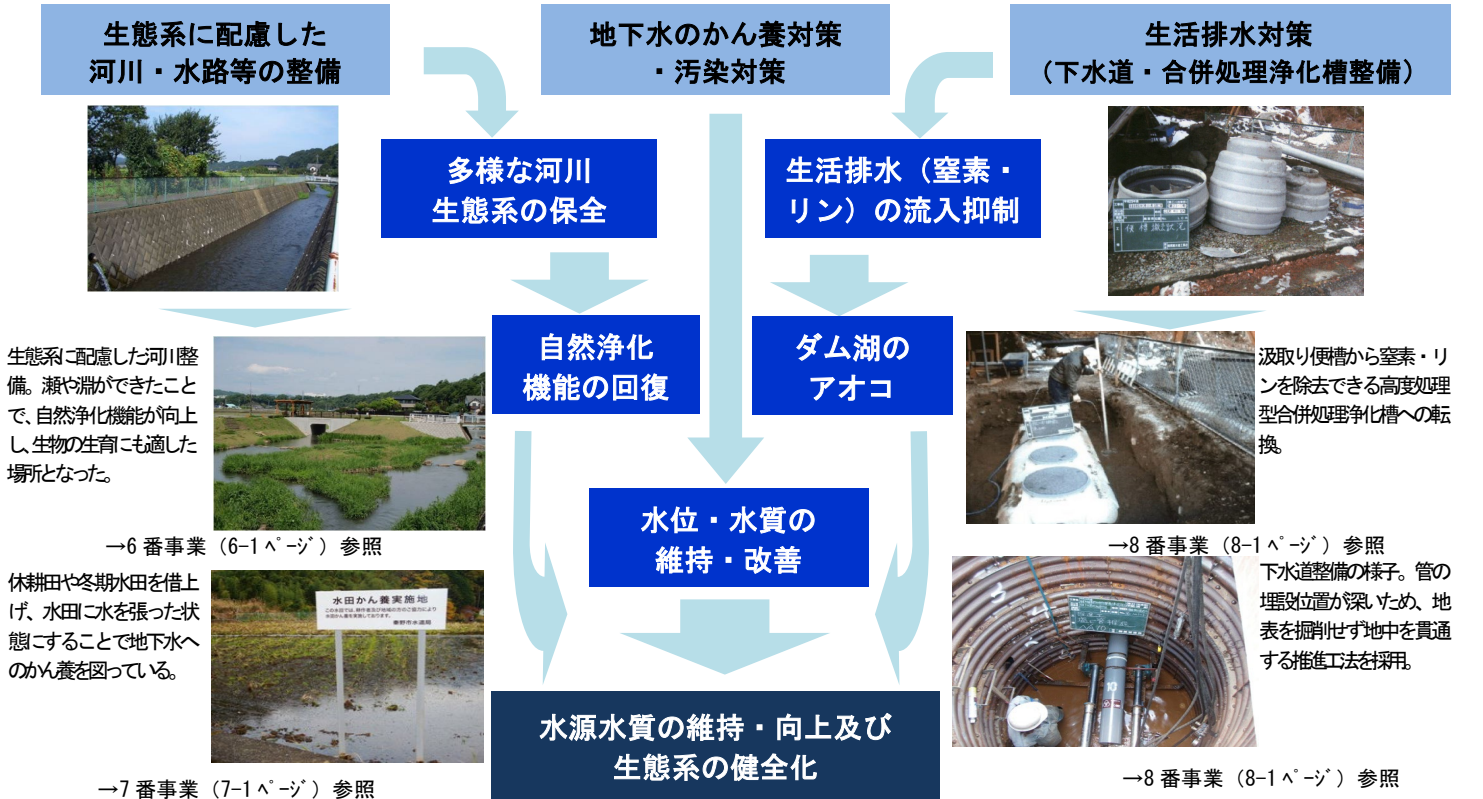 生態系に配慮した
河川・水路等の整備
地下水のかん養対策
・汚染対策
生活排水対策
（下水道・合併処理浄化槽整備）
多様な河川
生態系の保全
生活排水（窒素・
リン）の流入抑制
自然浄化
機能の回復
ダム湖の
アオコ
生態系に配慮した河川整
備。瀬や淵ができたこと
で、自然浄化機能が向上
し、生物の生育にも適した
場所となった。
→6 番事業（6-1 ﾍﾟｰｼﾞ）参照
汲取り便槽から窒素・リ
ンを除去できる高度処理
型合併処理浄化槽への転
換。
→8 番事業（8-1 ﾍﾟｰｼﾞ）参照
水位・水質の
維持・改善
休耕田や冬期水田を借上
げ、水田に水を張った状
態にすることで地下水へ
のかん養を図っている。
水田かん養実施地
秦野市水道局
→7 番事業（7-1 ﾍﾟｰｼﾞ）参照
下水道整備の様子。管の
埋設位置が深いため、地
表を掘削せず地中を貫通
する推進工法を採用。
→8 番事業（8-1 ﾍﾟｰｼﾞ）参照
水源水質の維持・向上及び
生態系の健全化